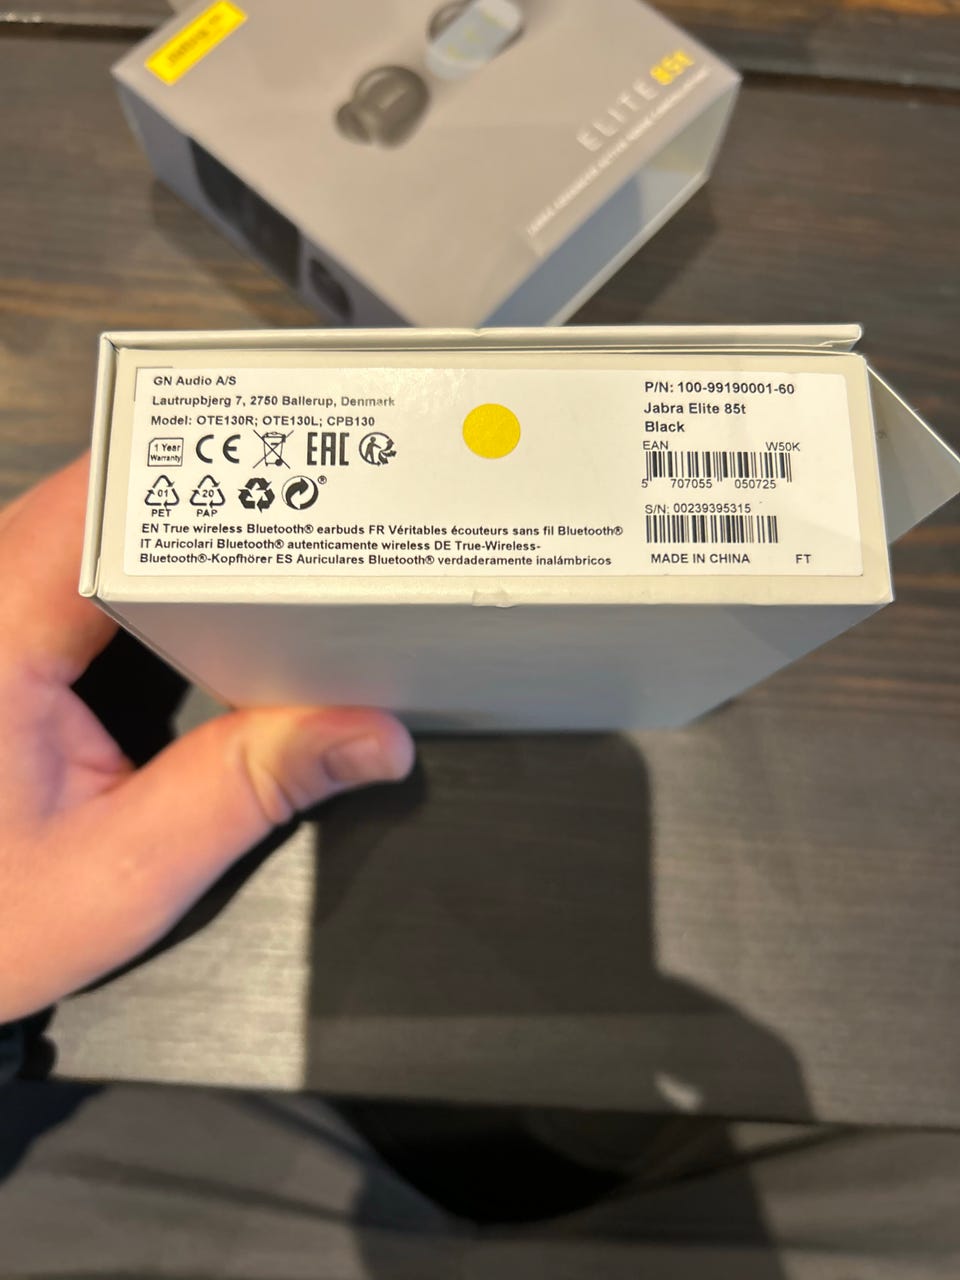 ELITE 85t
GN Audio A/S
Lautrupbjerg 7, 2750 Ballerup, Denmark
Model: OTE130R; OTE130L; CPB130
1 Year
Warranty
CE
EAC
01
PET
20
PAP
®
EN True wireless Bluetooth® earbuds FR Véritables écouteurs sans fil Bluetooth®
IT Auricolari Bluetooth® autenticamente wireless DE True-Wireless-
Bluetooth®-Kopfhörer ES Auriculares Bluetooth® verdaderamente inalámbricos
P/N: 100-99190001-60
Jabra Elite 85t
Black
EAN W50K
5 707055 050725
S/N: 00239395315
MADE IN CHINA FT